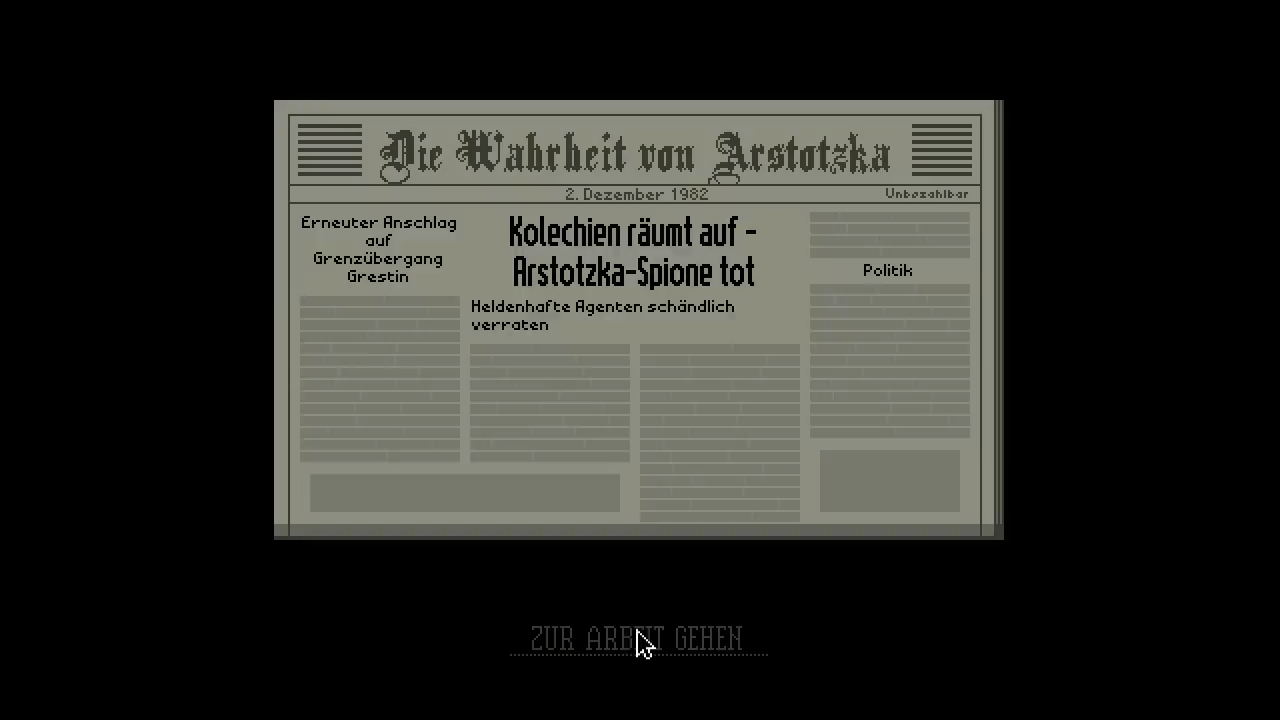 Die Wahrheit von Arstotzka
2. Dezember 1982
Unbezahlbar
Erneuter Anschlag
auf
Grenzübergang
Grestin
Kolechien räumt auf -
Arstotzka-Spione tot
Heldenhafte Agenten schändlich
verraten
Politik
ZUR ARBEIT GEHEN